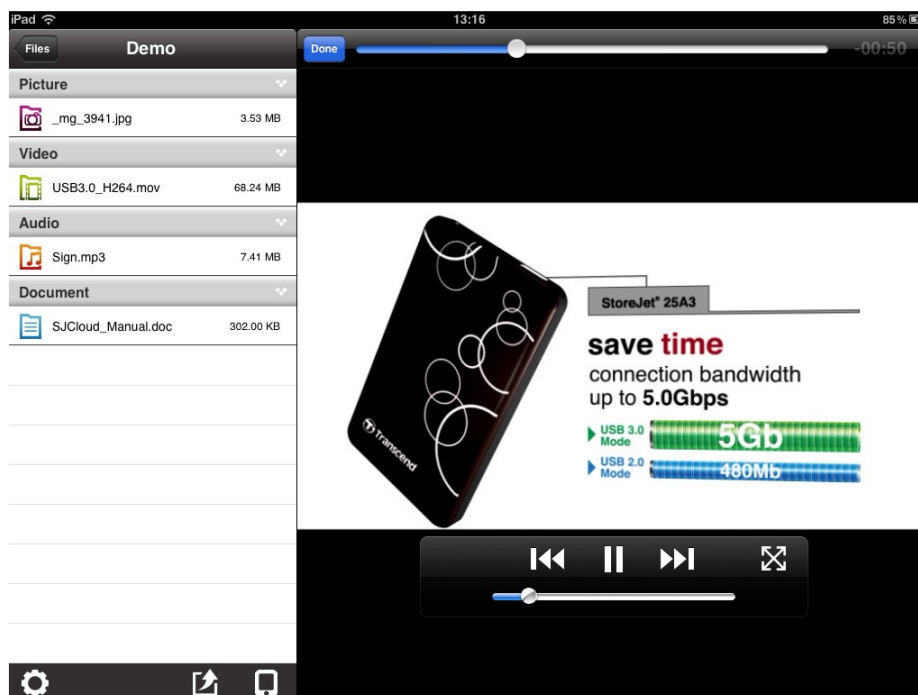 iPad
13:16
85%
Files
Demo
Done
-00:50
Picture
_mg_3941.jpg
3.53 MB
Video
USB3.0_H264.mov
68.24 MB
Audio
Sign.mp3
7.41 MB
Document
SJCloud_Manual.doc
302.00 KB
Transcend
StoreJet® 25A3
save time
connection bandwidth
up to 5.0Gbps
USB 3.0
Mode
5Gb
USB 2.0
Mode
480Mb